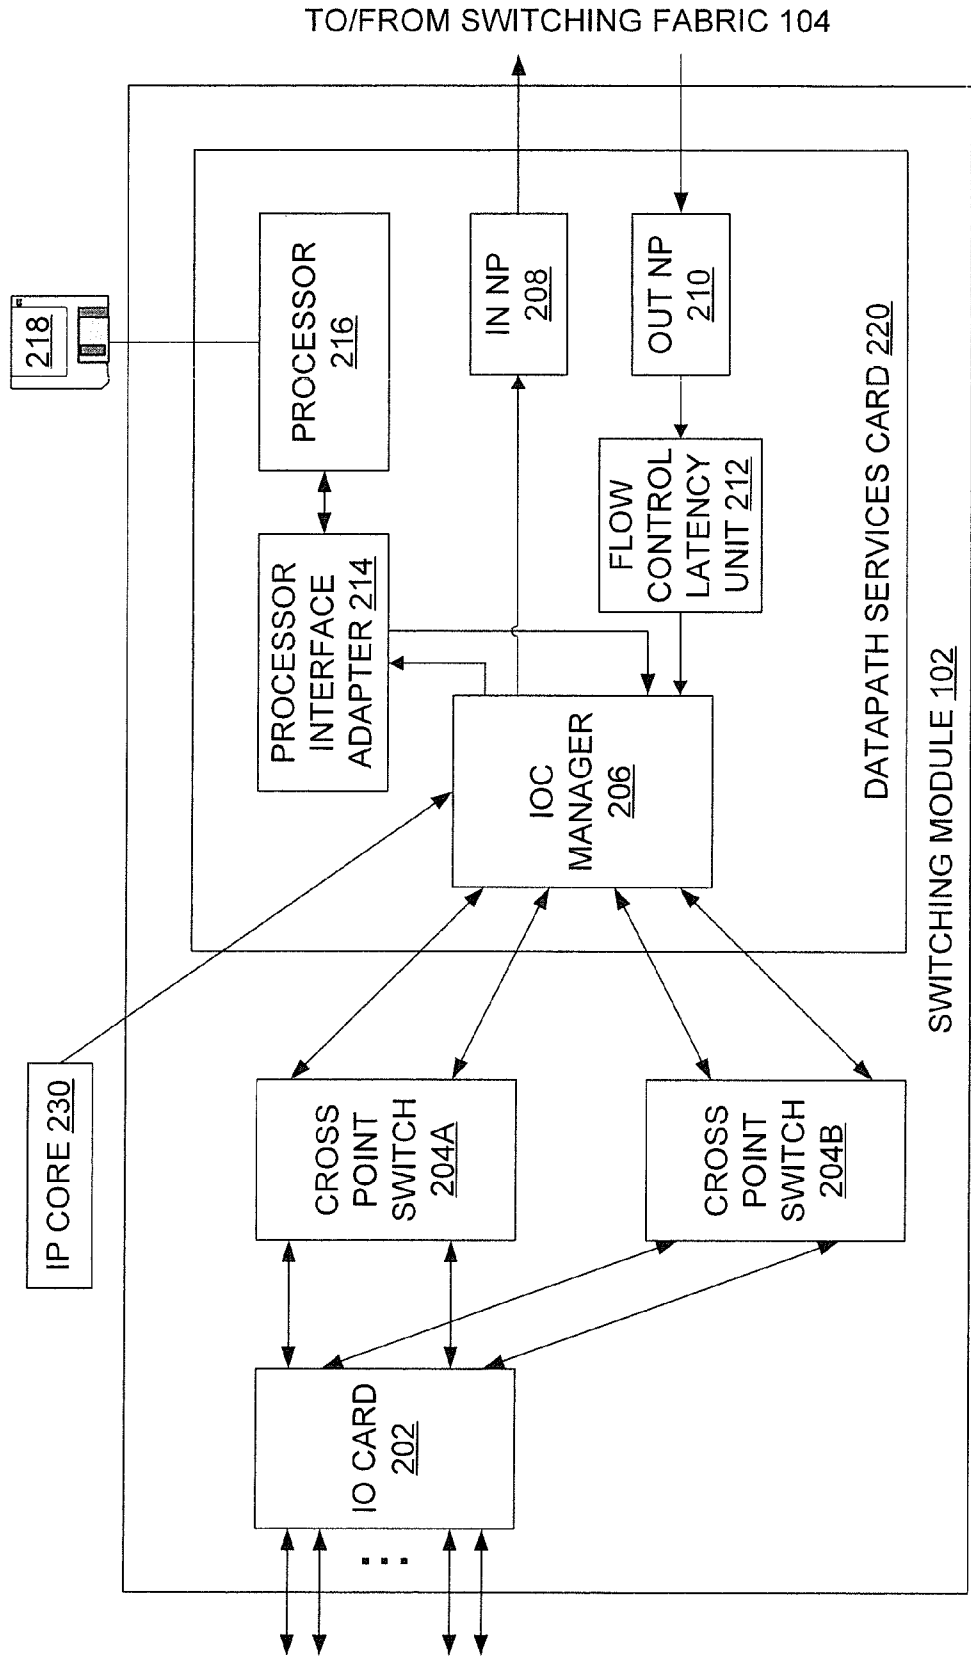 TO/FROM SWITCHING FABRIC 104
218
PROCESSOR
216
IN NP
208
OUT NP
210
PROCESSOR
INTERFACE
ADAPTER 214
FLOW
CONTROL
LATENCY
UNIT 212
IOC
MANAGER
206
DATAPATH SERVICES CARD 220
SWITCHING MODULE 102
IP CORE 230
CROSS
POINT
SWITCH
204A
CROSS
POINT
SWITCH
204B
IO CARD
202